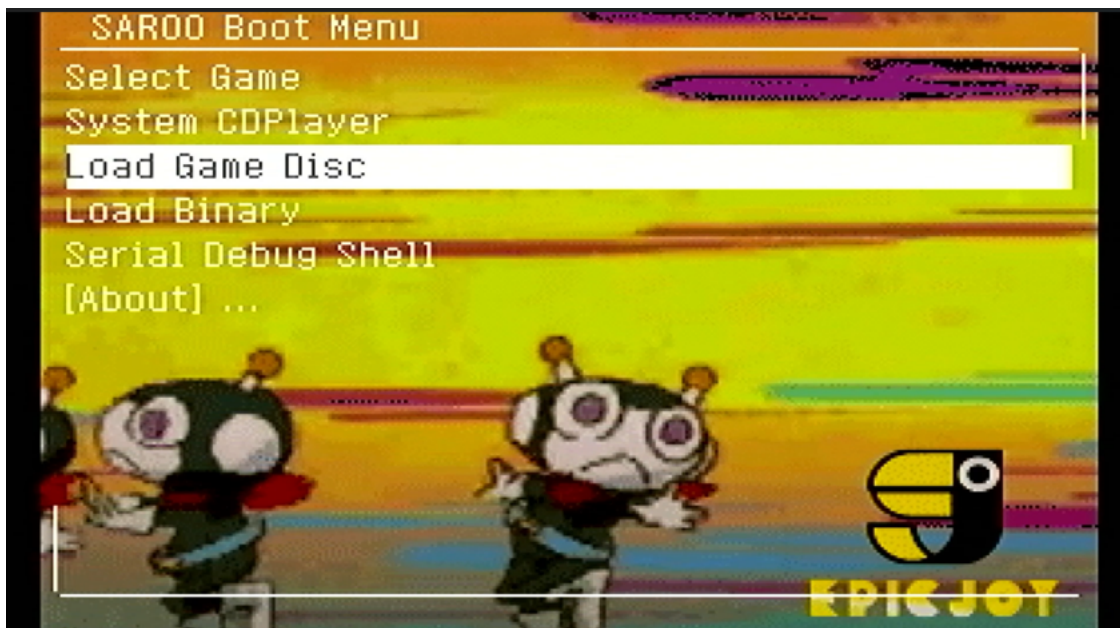 SAROO Boot Menu
Select Game
System CDPlayer
Load Game Disc
Load Binary
Serial Debug Shell
[About] ...
EPICJOY